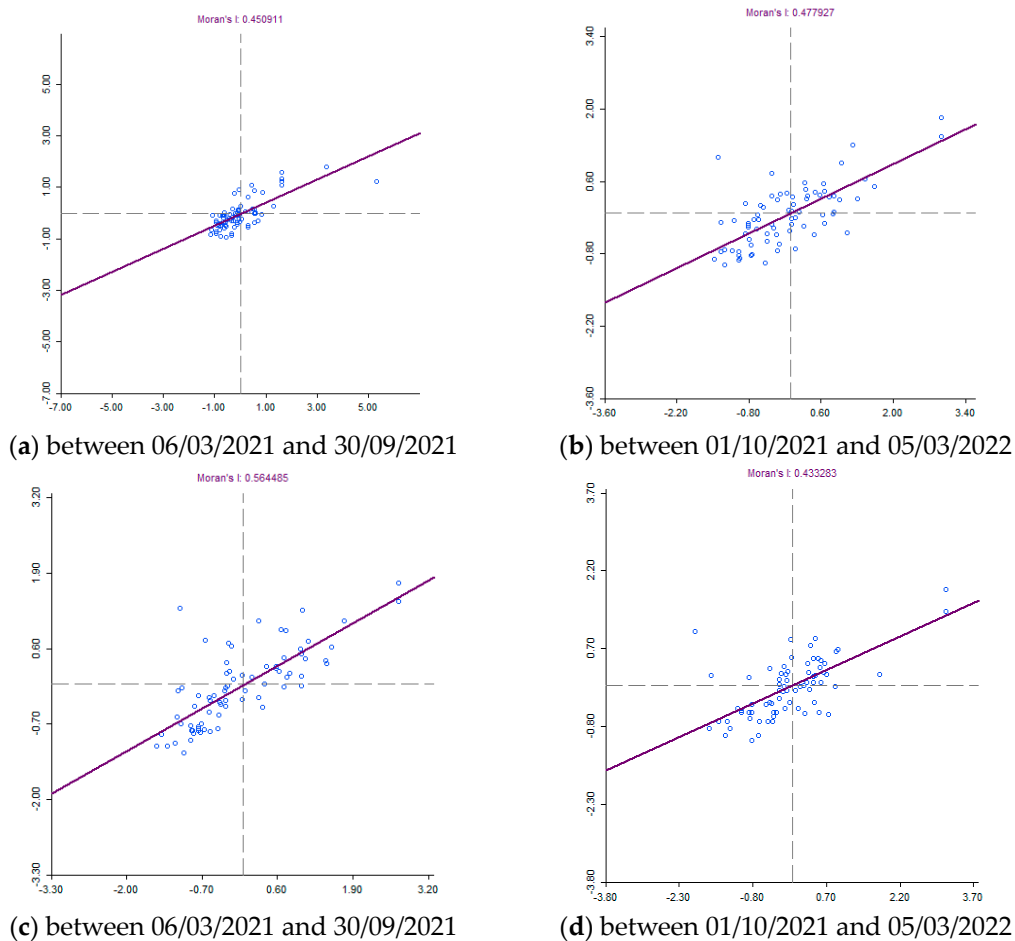 Moran's I: 0.450911
5.00
3.00
1.00
-1.00
-3.00
-5.00
-7.00
-7.00 -5.00 -3.00 -1.00 1.00 3.00 5.00
(a) between 06/03/2021 and 30/09/2021
Moran's I: 0.477927
3.40
2.00
0.60
-0.80
-2.20
-3.60
-3.60 -2.20 -0.80 0.60 2.00 3.40
(b) between 01/10/2021 and 05/03/2022
Moran's I: 0.564485
3.20
1.90
0.60
-0.70
-2.00
-3.30
-3.30 -2.00 -0.70 0.60 1.90 3.20
(c) between 06/03/2021 and 30/09/2021
Moran's I: 0.433283
3.70
2.20
0.70
-0.80
-2.30
-3.80
-3.80 -2.30 -0.80 0.70 2.20 3.70
(d) between 01/10/2021 and 05/03/2022